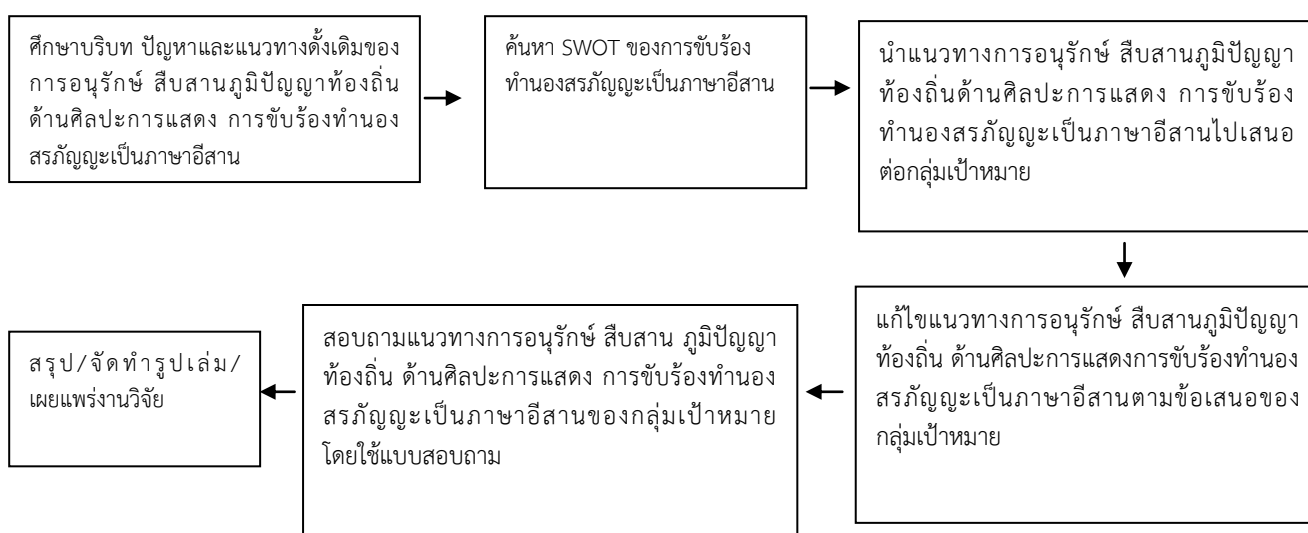 ศึกษาบริบท ปัญหาและแนวทางดั้งเดิมของ
การอนุรักษ์ สืบสานภูมิปัญญาท้องถิ่น
ด้านศิลปะการแสดง การขับร้องทำนอง
สรภัญญะเป็นภาษาอีสาน
ค้นหา SWOT ของการขับร้อง
ทำนองสรภัญญะเป็นภาษาอีสาน
นำแนวทางการอนุรักษ์ สืบสานภูมิปัญญา
ท้องถิ่นด้านศิลปะการแสดง การขับร้อง
ทำนองสรภัญญะเป็นภาษาอีสานไปเสนอ
ต่อกลุ่มเป้าหมาย
แก้ไขแนวทางการอนุรักษ์ สืบสานภูมิปัญญา
ท้องถิ่น ด้านศิลปะการแสดงการขับร้องทำนอง
สรภัญญะเป็นภาษาอีสานตามข้อเสนอของ
กลุ่มเป้าหมาย
สอบถามแนวทางการอนุรักษ์ สืบสาน ภูมิปัญญา
ท้องถิ่น ด้านศิลปะการแสดง การขับร้องทำนอง
สรภัญญะเป็นภาษาอีสานของกลุ่มเป้าหมาย
โดยใช้แบบสอบถาม
สรุป/จัดทำรูปเล่ม/
เผยแพร่งานวิจัย